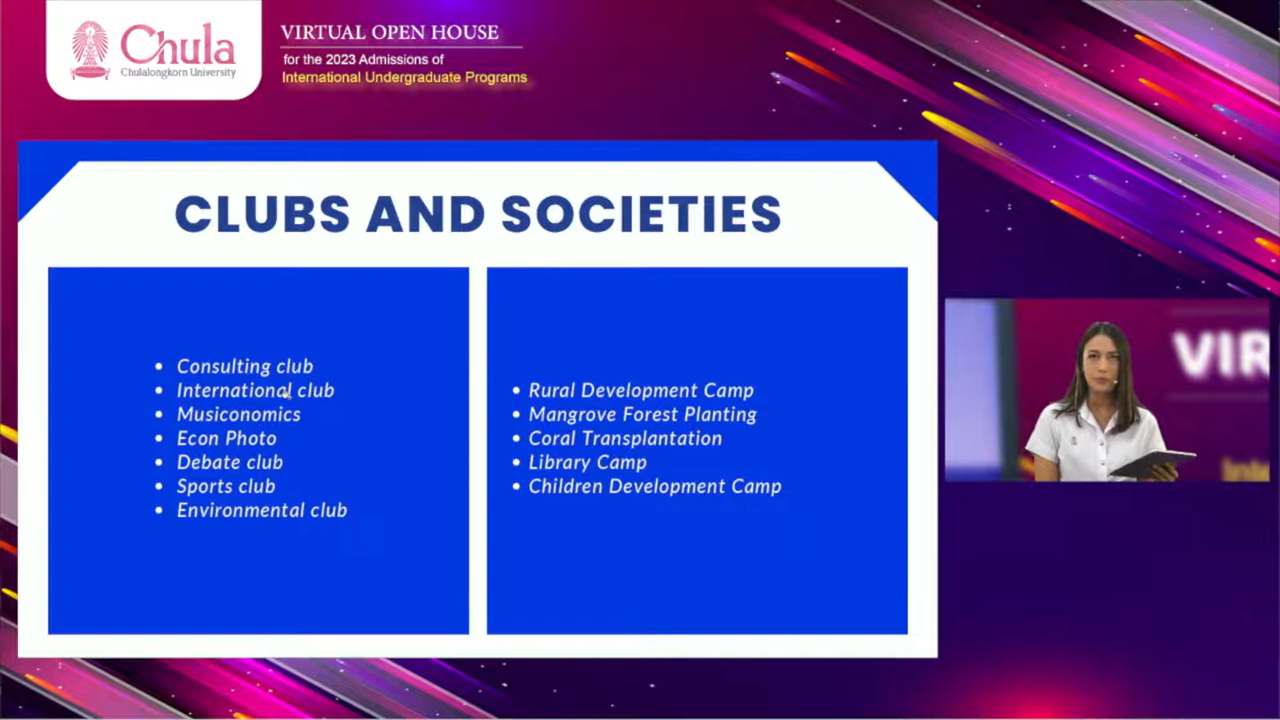 Chula
Chulalongkorn University
VIRTUAL OPEN HOUSE
for the 2023 Admissions of
International Undergraduate Programs
CLUBS AND SOCIETIES
• Consulting club
• International club
• Musiconomics
• Econ Photo
• Debate club
• Sports club
• Environmental club
• Rural Development Camp
• Mangrove Forest Planting
• Coral Transplantation
• Library Camp
• Children Development Camp
VIR